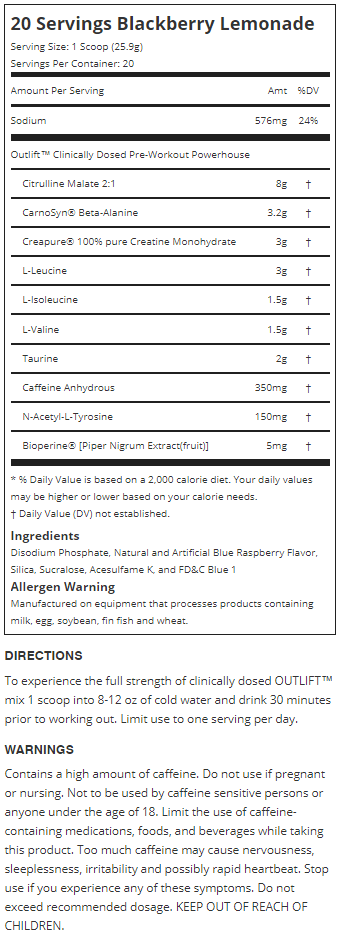 20 Servings Blackberry Lemonade
Serving Size: 1 Scoop (25.9g)
Servings Per Container: 20
Amount Per Serving Amt %DV
Sodium 576mg 24%
Outlift™ Clinically Dosed Pre-Workout Powerhouse
Citrulline Malate 2:1 8g †
CarnoSyn® Beta-Alanine 3.2g †
Creapure® 100% pure Creatine Monohydrate 3g †
L-Leucine 3g †
L-Isoleucine 1.5g †
L-Valine 1.5g †
Taurine 2g †
Caffeine Anhydrous 350mg †
N-Acetyl-L-Tyrosine 150mg †
Bioperine® [Piper Nigrum Extract(fruit)] 5mg †
* % Daily Value is based on a 2,000 calorie diet. Your daily values
may be higher or lower based on your calorie needs.
† Daily Value (DV) not established.
Ingredients
Disodium Phosphate, Natural and Artificial Blue Raspberry Flavor,
Silica, Sucralose, Acesulfame K, and FD&C Blue 1
Allergen Warning
Manufactured on equipment that processes products containing
milk, egg, soybean, fin fish and wheat.
DIRECTIONS
To experience the full strength of clinically dosed OUTLIFT™
mix 1 scoop into 8-12 oz of cold water and drink 30 minutes
prior to working out. Limit use to one serving per day.
WARNINGS
Contains a high amount of caffeine. Do not use if pregnant
or nursing. Not to be used by caffeine sensitive persons or
anyone under the age of 18. Limit the use of caffeine-
containing medications, foods, and beverages while taking
this product. Too much caffeine may cause nervousness,
sleeplessness, irritability and possibly rapid heartbeat. Stop
use if you experience any of these symptoms. Do not
exceed recommended dosage. KEEP OUT OF REACH OF
CHILDREN.